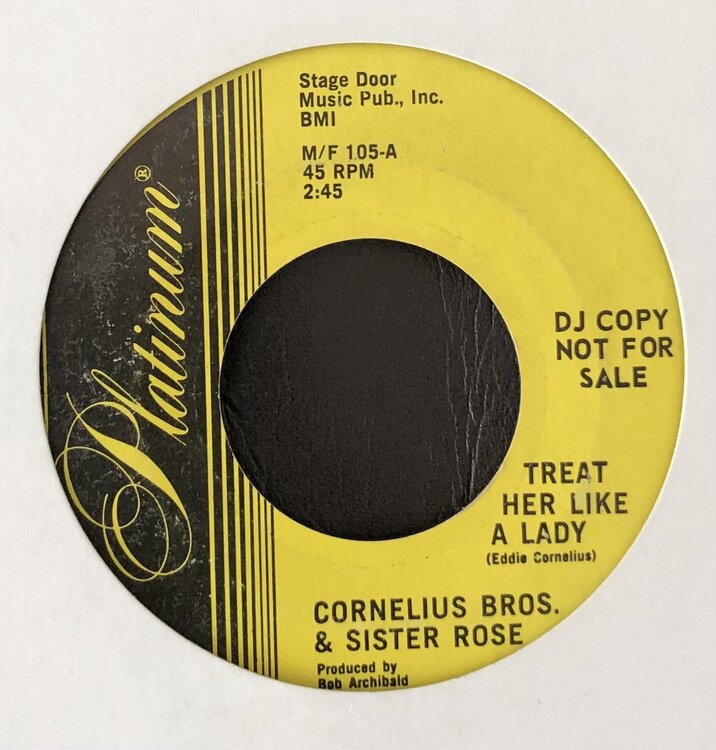 Stage Door
Music Pub., Inc.
BMI
M/F 105-A
45 RPM
2:45
Platinum®
DJ COPY
NOT FOR
SALE
TREAT
HER LIKE
A LADY
(Eddie Cornelius)
CORNELIUS BROS.
& SISTER ROSE
Produced by
Bob Archibald